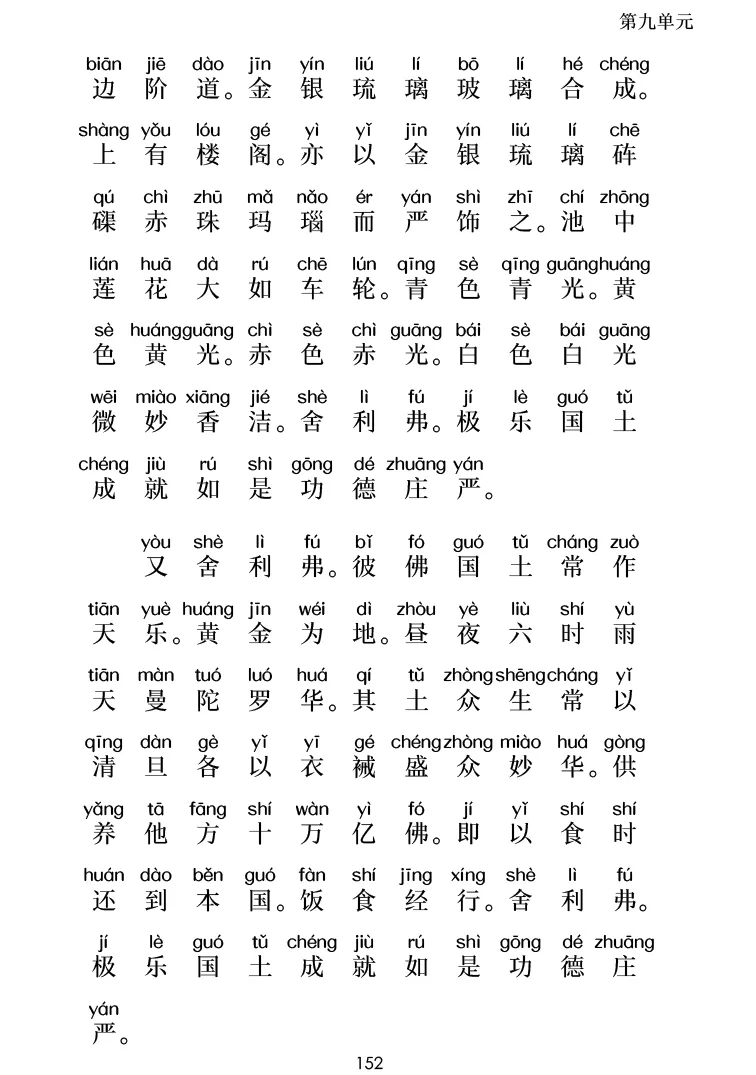 第九单元
biān jiē dào jīn yín liú lí bō lí hé chéng
边阶道。金银琉璃玻璃合成。
shàng yǒu lóu gé yì yǐ jīn yín liú lí chē
上有楼阁。亦以金银琉璃砗
qú chì zhū mǎ nǎo ér yán shì zhī chí zhōng
磲赤珠玛瑙而严饰之。池中
lián huā dà rú chē lún qīng sè qīng guāng huáng
莲花大如车轮。青色青光。黄
sè huáng guāng chì sè chì guāng bái sè bái guāng
色黄光。赤色赤光。白色白光
wēi miào xiāng jié shè lì fú jí lè guó tǔ
微妙香洁。舍利弗。极乐国土
chéng jiù rú shì gōng dé zhuāng yán
成就如是功德庄严。
yòu shè lì fú bǐ fó guó tǔ cháng zuò
又舍利弗。彼佛国土常作
tiān yuè huáng jīn wéi dì zhòu yè liù shí yù
天乐。黄金为地。昼夜六时雨
tiān màn tuó luó huá qí tǔ zhòng shēng cháng yǐ
天曼陀罗华。其土众生常以
qīng dàn gè yǐ yī gé chéng zhòng miào huá gòng
清旦各以衣裓盛众妙华。供
yǎng tā fāng shí wàn yì fó jí yǐ shí shí
养他方十万亿佛。即以食时
huán dào běn guó fàn shí jīng xíng shè lì fú
还到本国。饭食经行。舍利弗。
jí lè guó tǔ chéng jiù rú shì gōng dé zhuāng
极乐国土成就如是功德庄
yán
严。
152